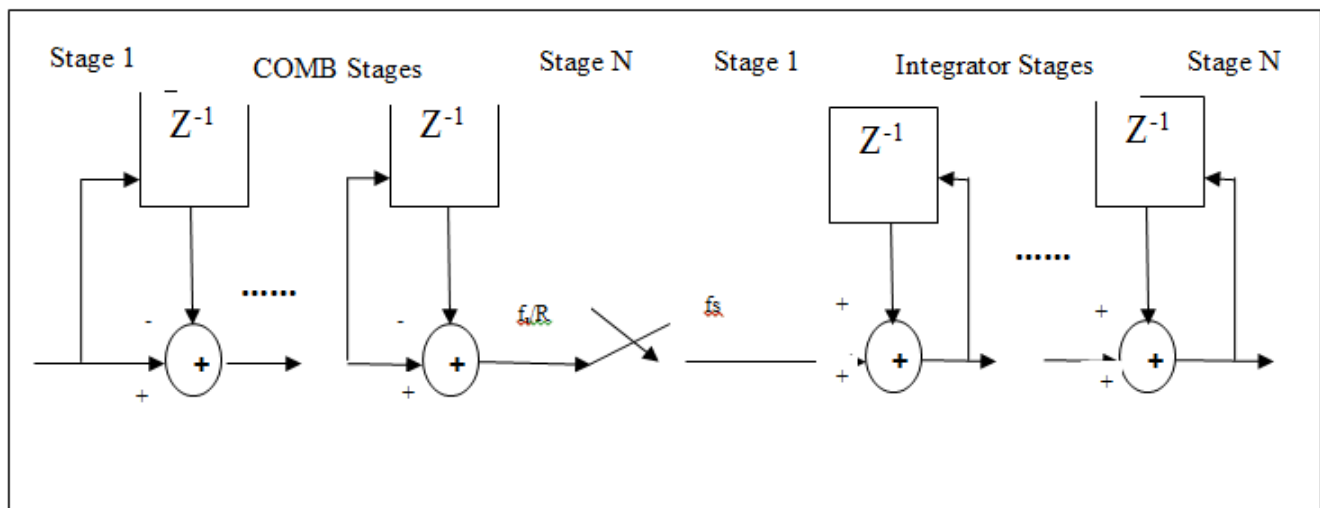 Stage 1 COMB Stages Stage N Stage 1 Integrator Stages Stage N
Z⁻¹ Z⁻¹ Z⁻¹ Z⁻¹
...... ......
- - fₛ/R fs + +
+ + + +
+ + + +